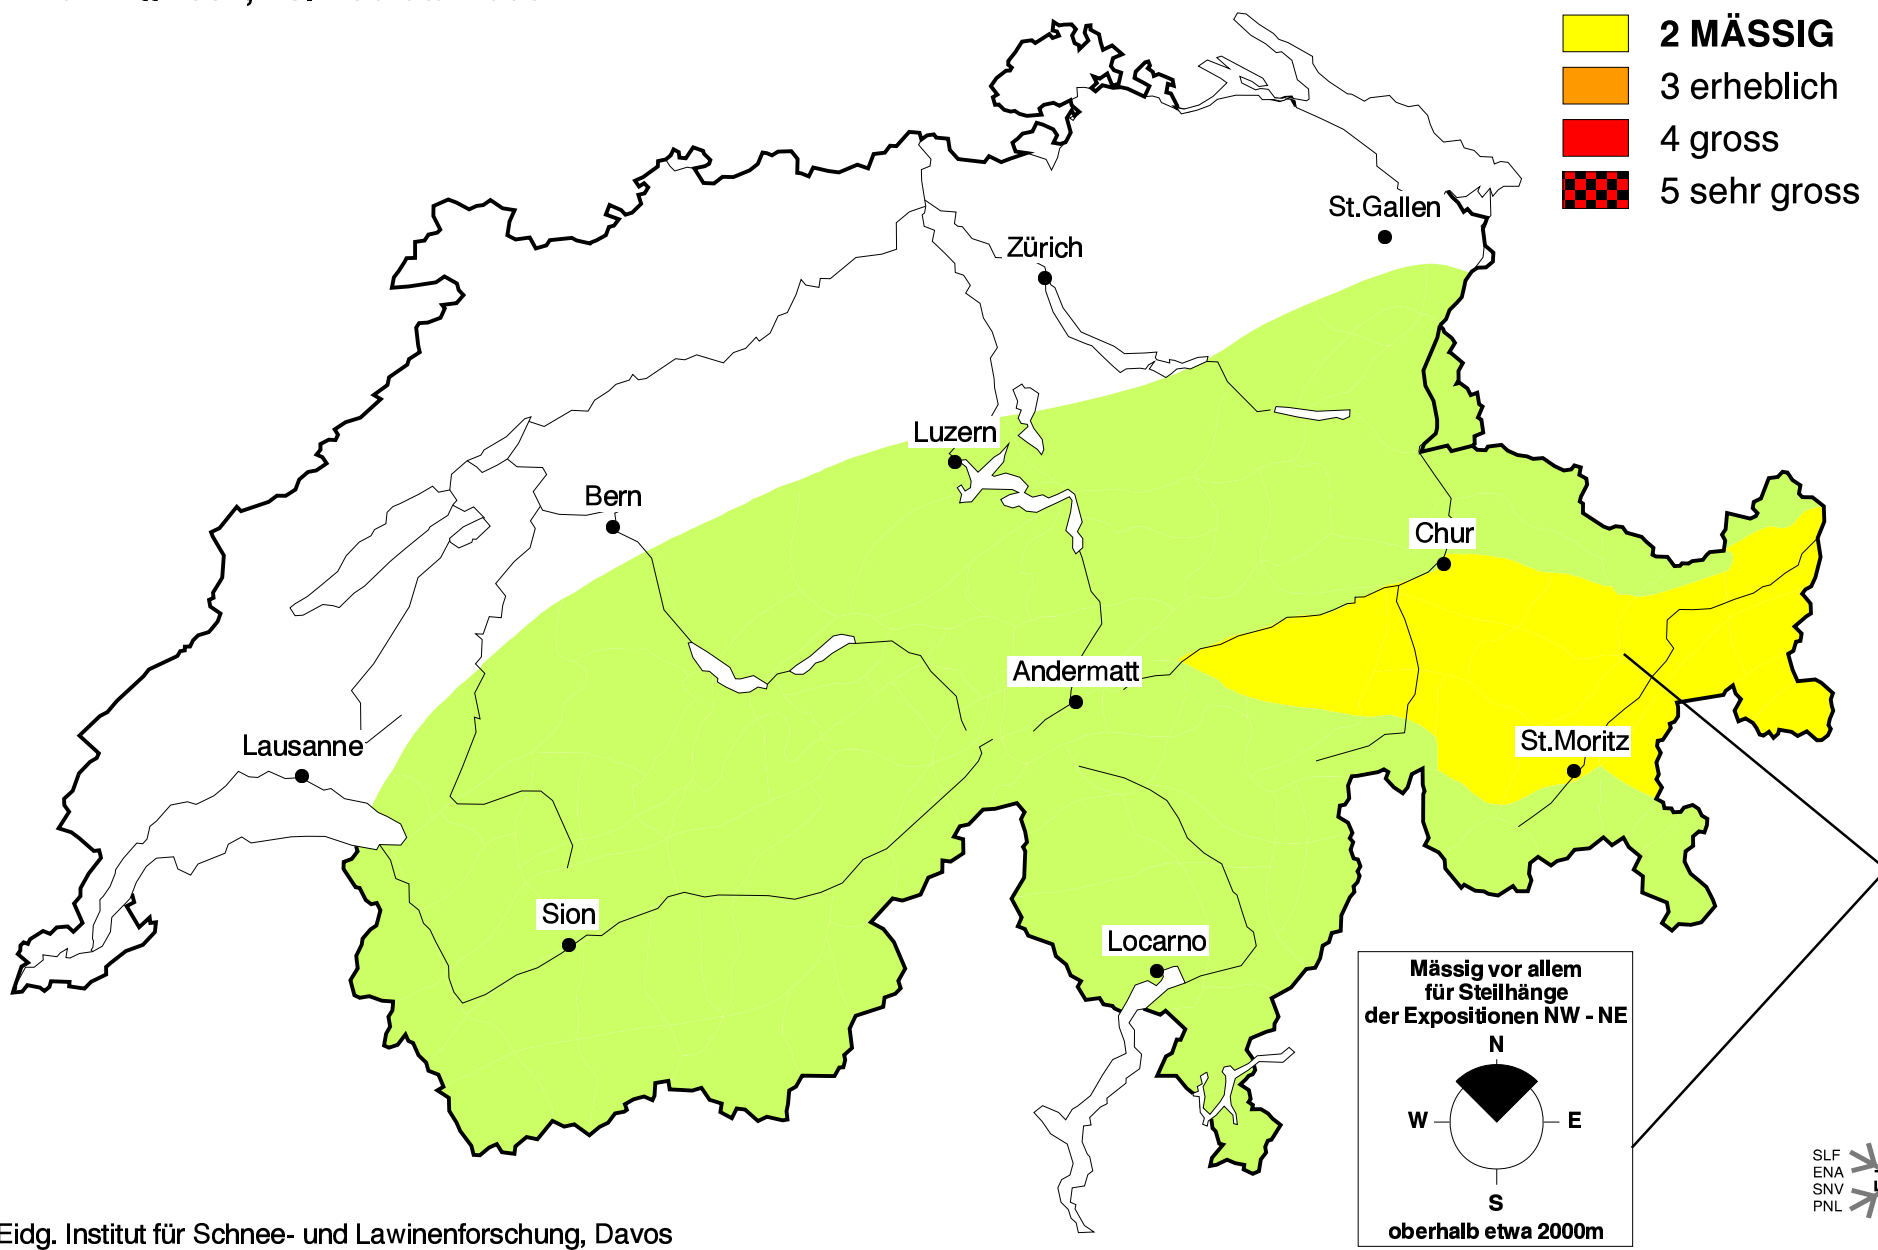 2 MÄSSIG
3 erheblich
4 gross
5 sehr gross
St.Gallen
Zürich
Luzern
Bern
Chur
Andermatt
St.Moritz
Lausanne
Sion
Locarno
Mässig vor allem
für Steilhänge
der Expositionen NW - NE
N
W
E
S
oberhalb etwa 2000m
SLF
ENA
SNV
PNL
Eidg. Institut für Schnee- und Lawinenforschung, Davos